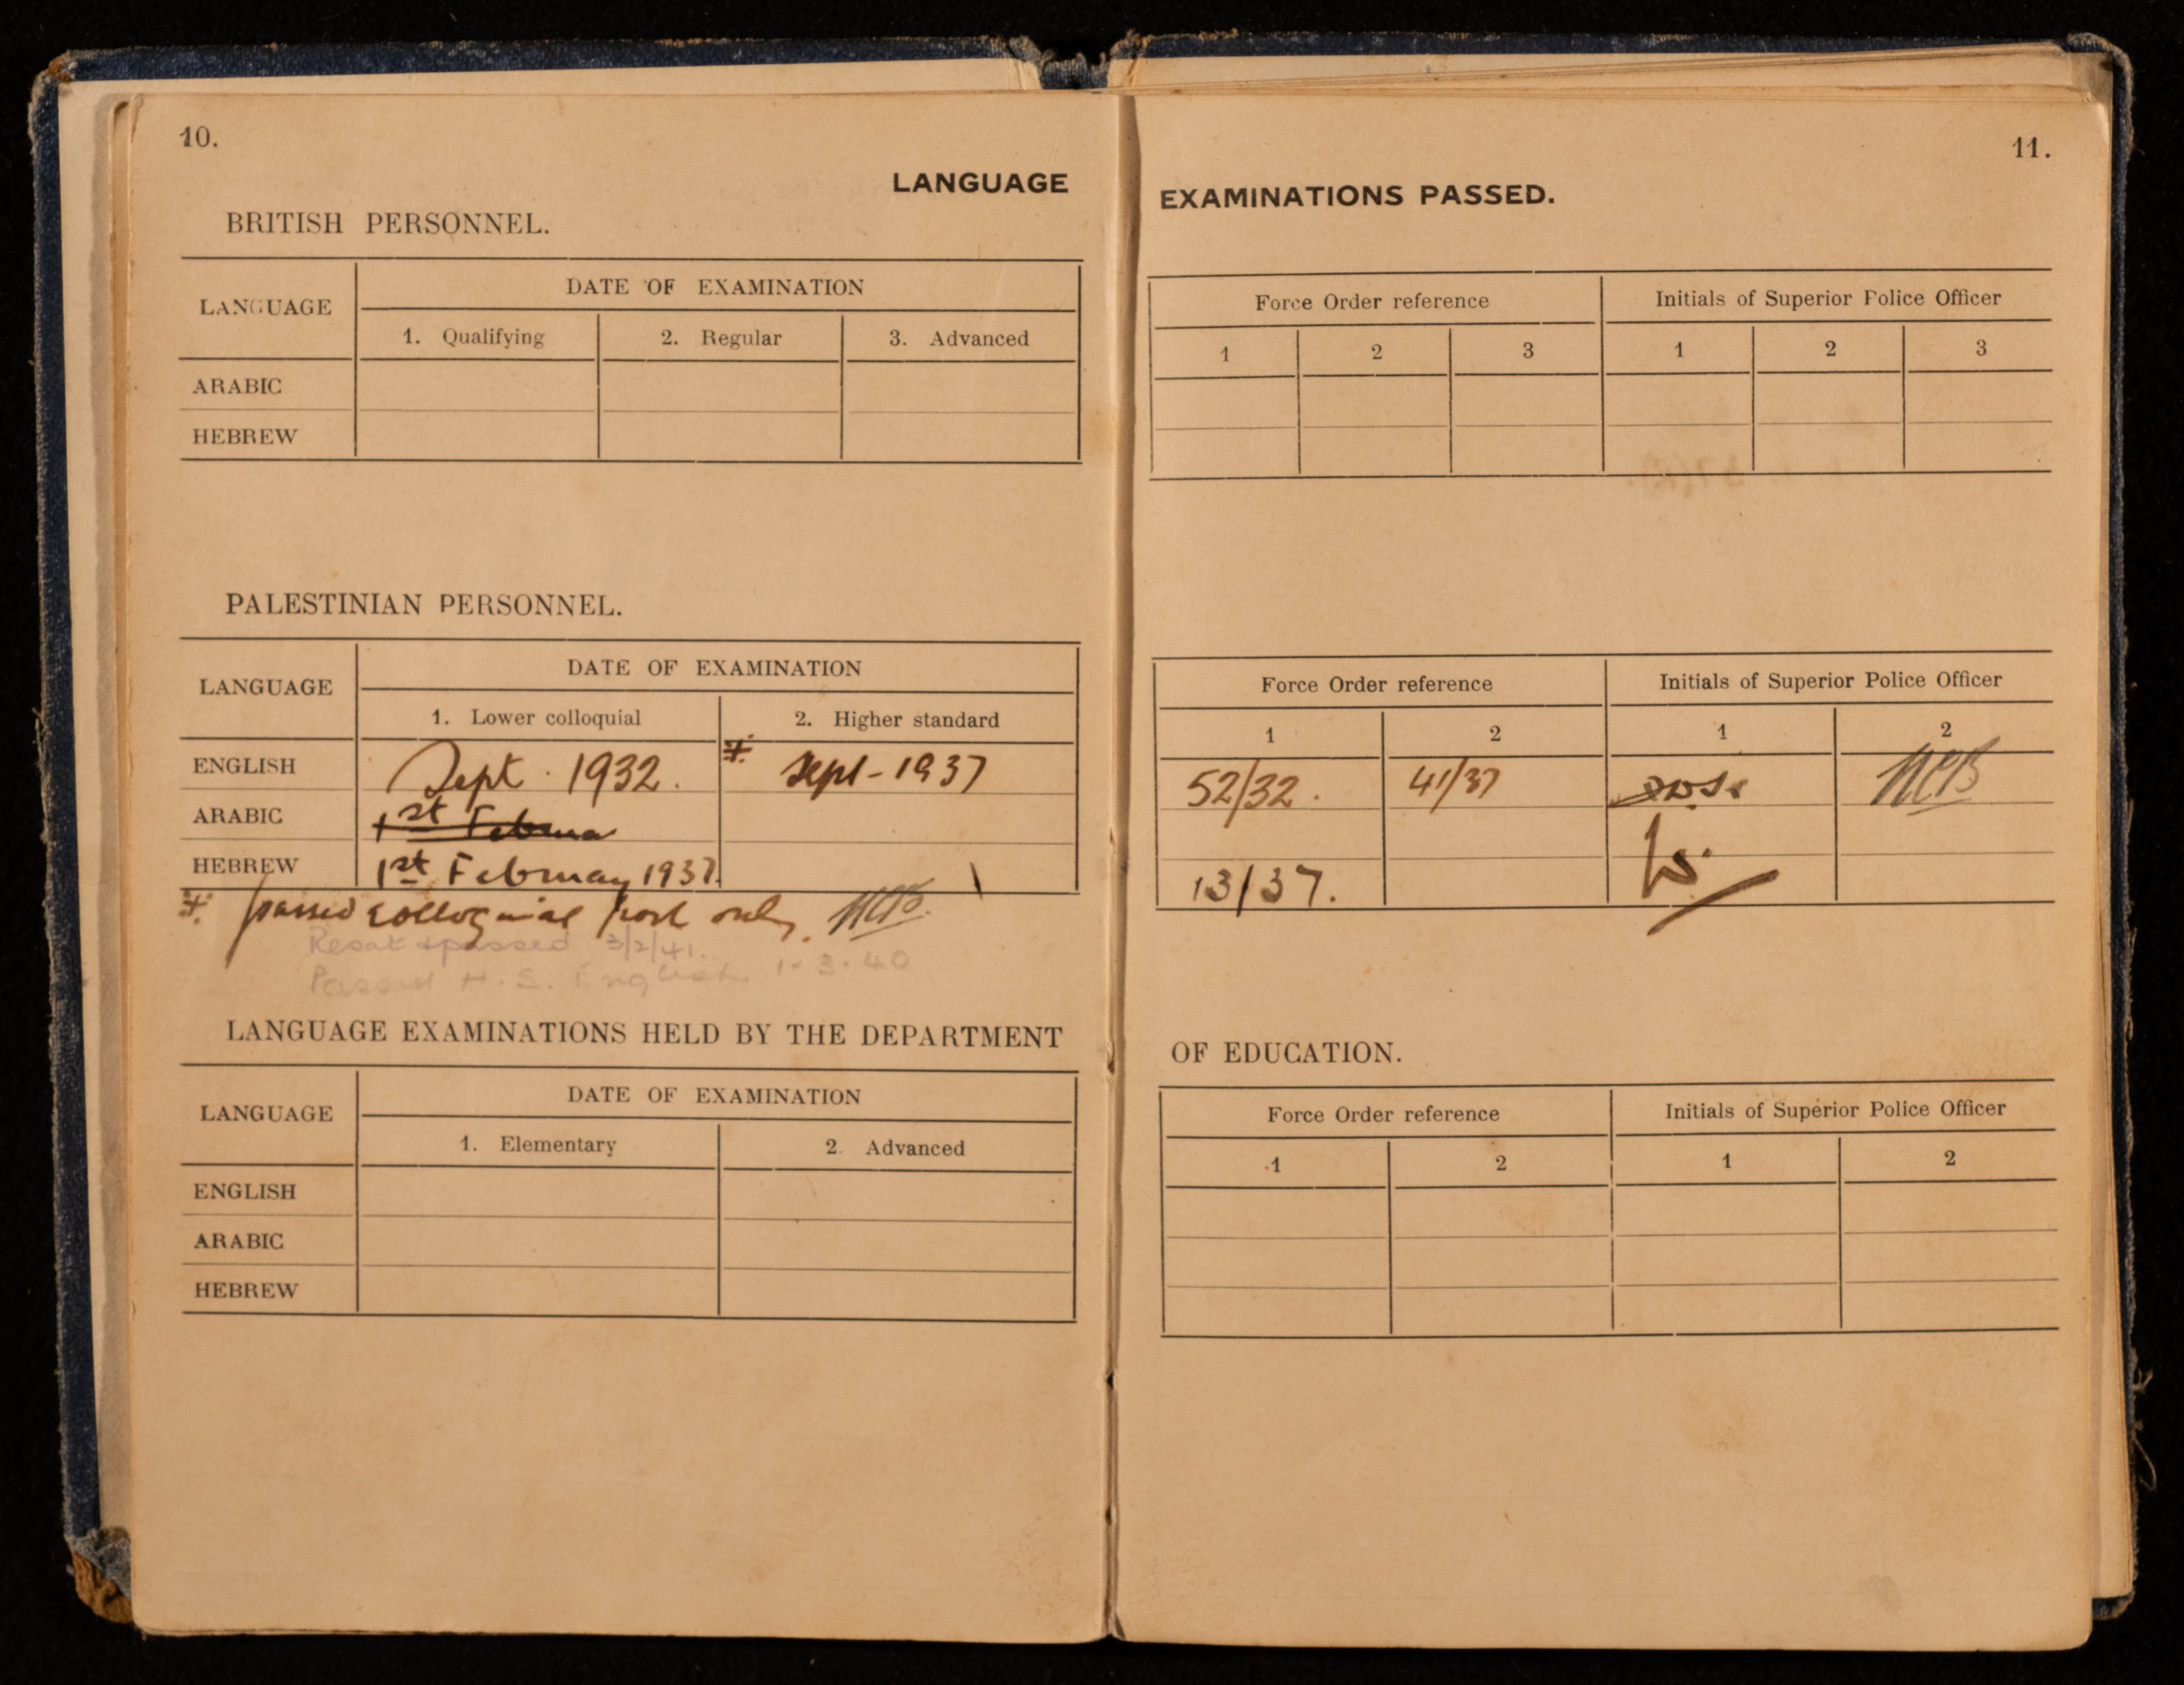 10.
LANGUAGE
BRITISH PERSONNEL.
LANGUAGE
DATE OF EXAMINATION
1. Qualifying
2. Regular
3. Advanced
ARABIC
HEBREW
PALESTINIAN PERSONNEL.
LANGUAGE
DATE OF EXAMINATION
1. Lower colloquial
2. Higher standard
ENGLISH Sept. 1932. Sept-1937
ARABIC 1st Februa
HEBREW 1st February 1937.
passed colloquial part only.
passed 3/2/41.
Passed H. S. English 1.3.40
LANGUAGE EXAMINATIONS HELD BY THE DEPARTMENT
LANGUAGE
DATE OF EXAMINATION
1. Elementary
2. Advanced
ENGLISH
ARABIC
HEBREW
11.
EXAMINATIONS PASSED.
Force Order reference
Initials of Superior Police Officer
1 2 3 1 2 3
Force Order reference
Initials of Superior Police Officer
1 2 1 2
52/32. 41/37
13/37.
OF EDUCATION.
Force Order reference
Initials of Superior Police Officer
1 2 1 2